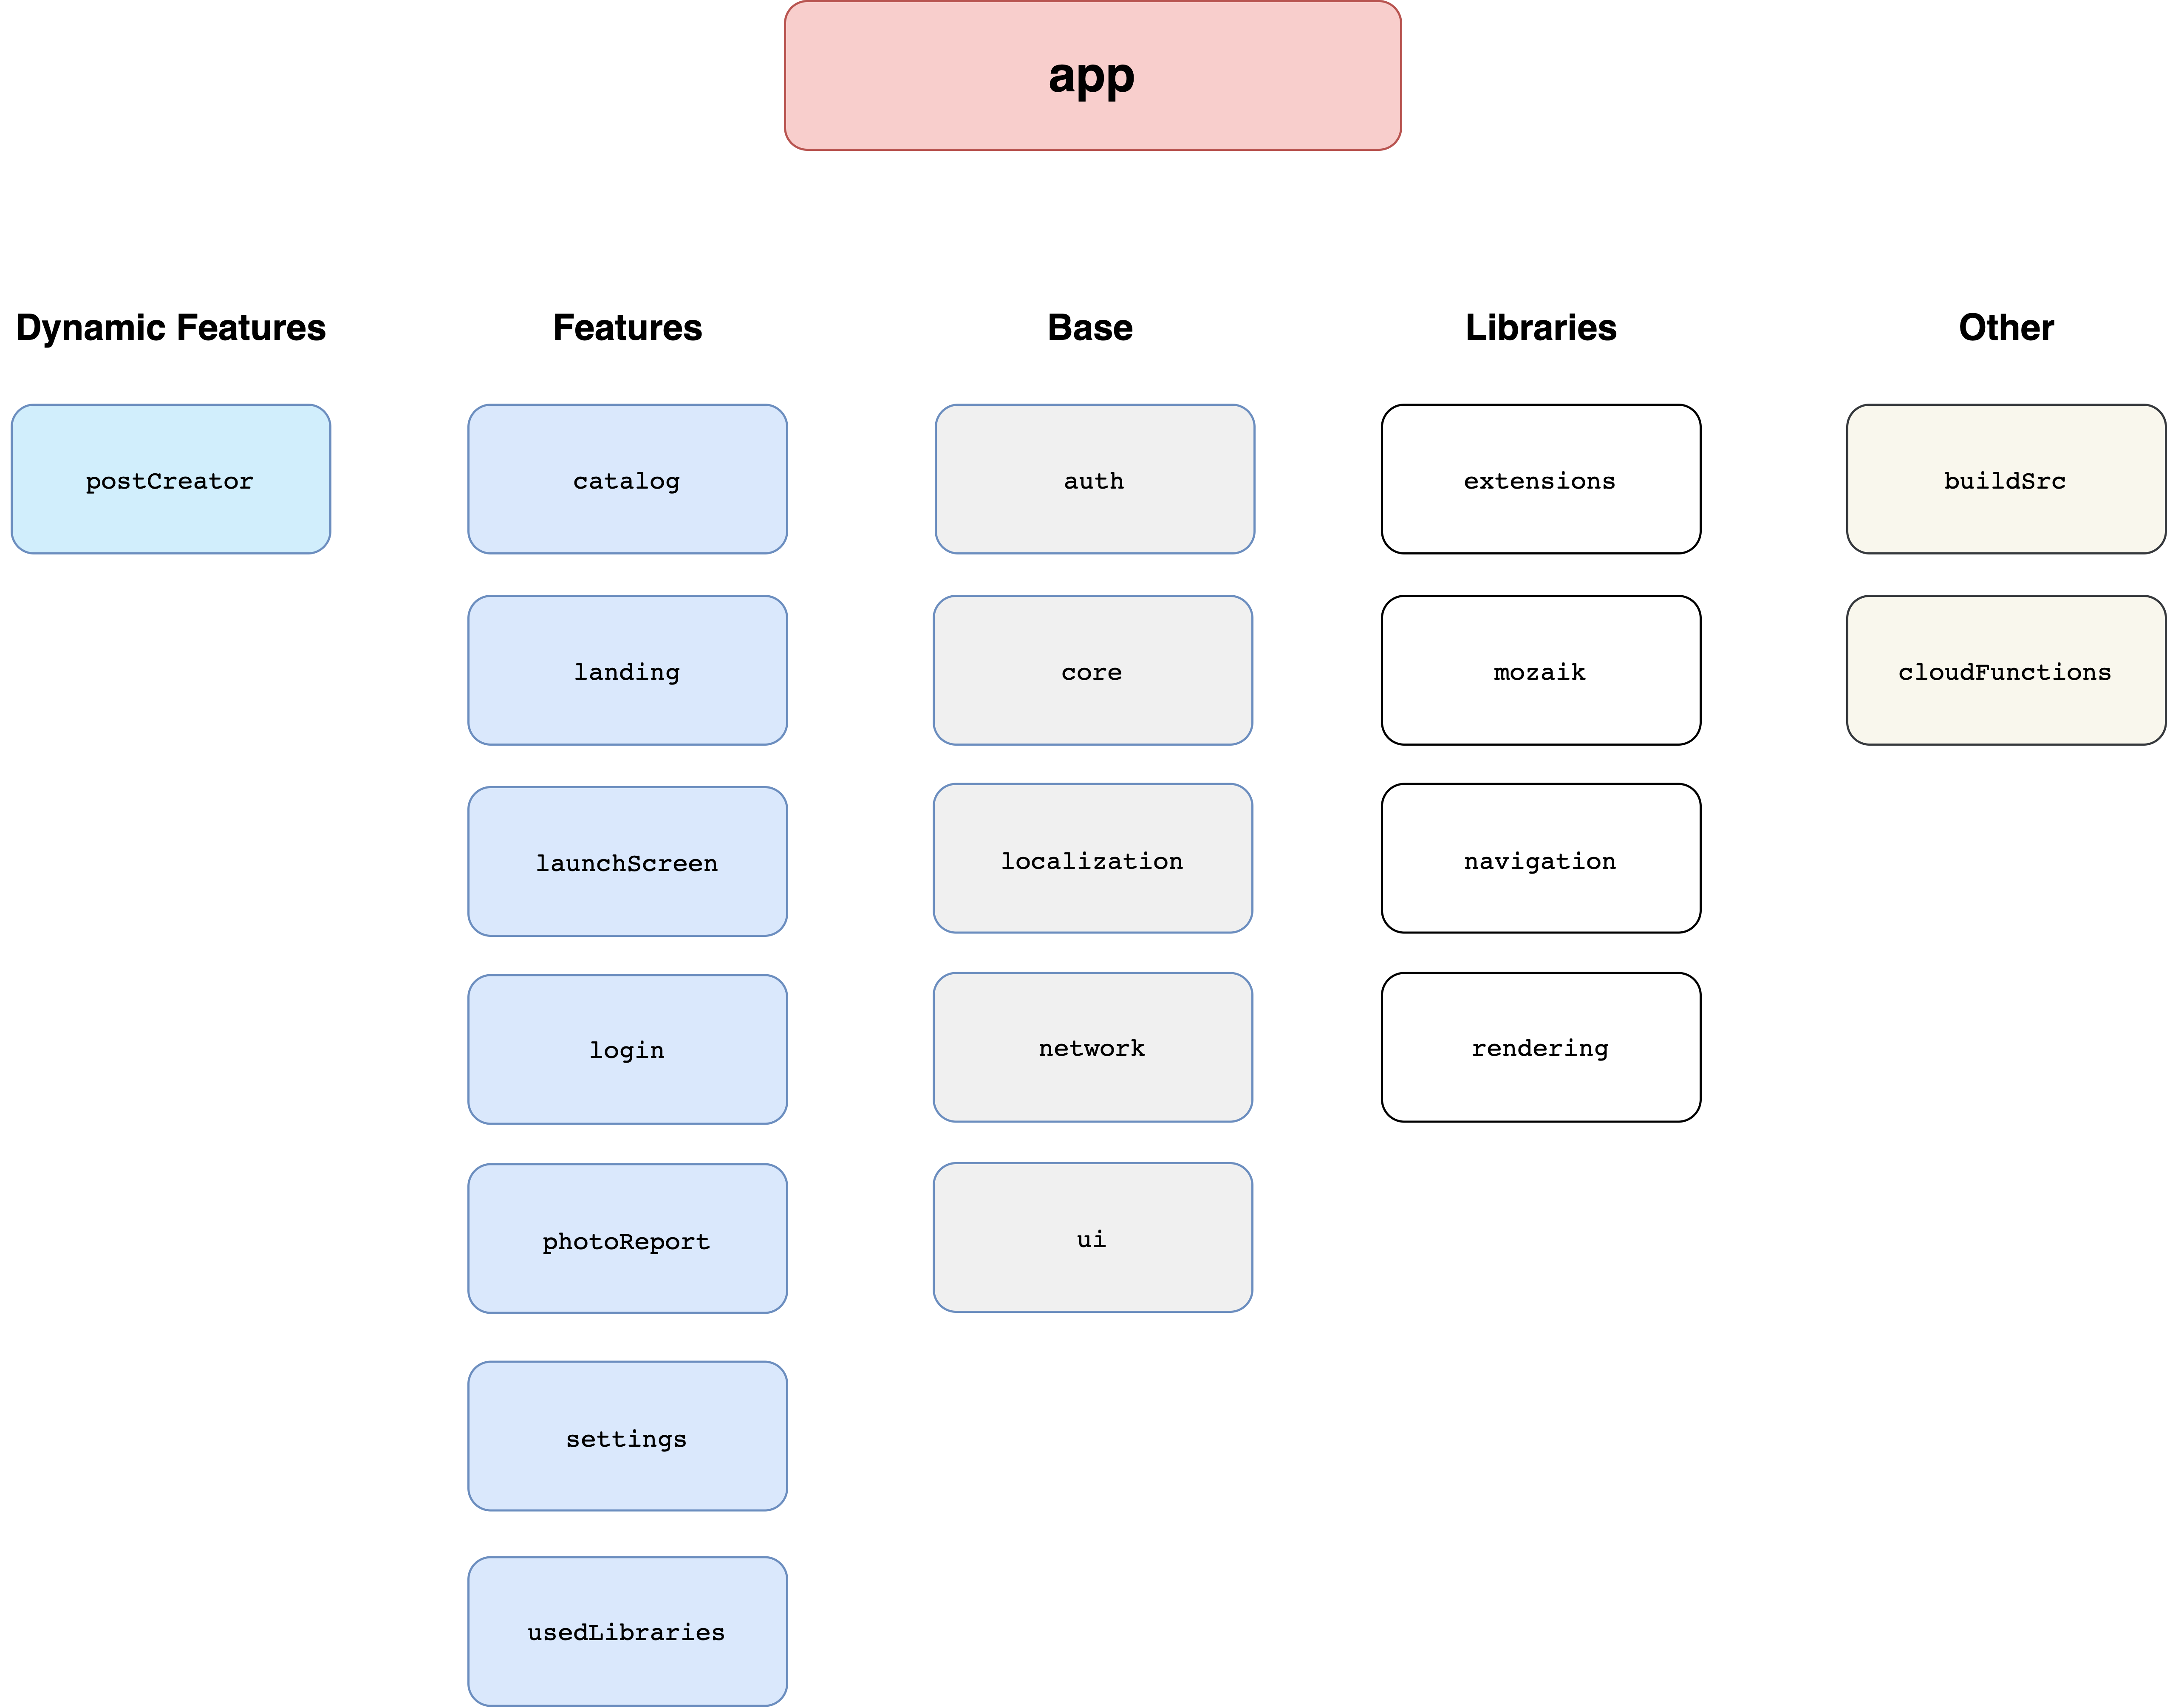 app
Dynamic Features
postCreator
Features
catalog
landing
launchScreen
login
photoReport
settings
usedLibraries
Base
auth
core
localization
network
ui
Libraries
extensions
mozaik
navigation
rendering
Other
buildSrc
cloudFunctions